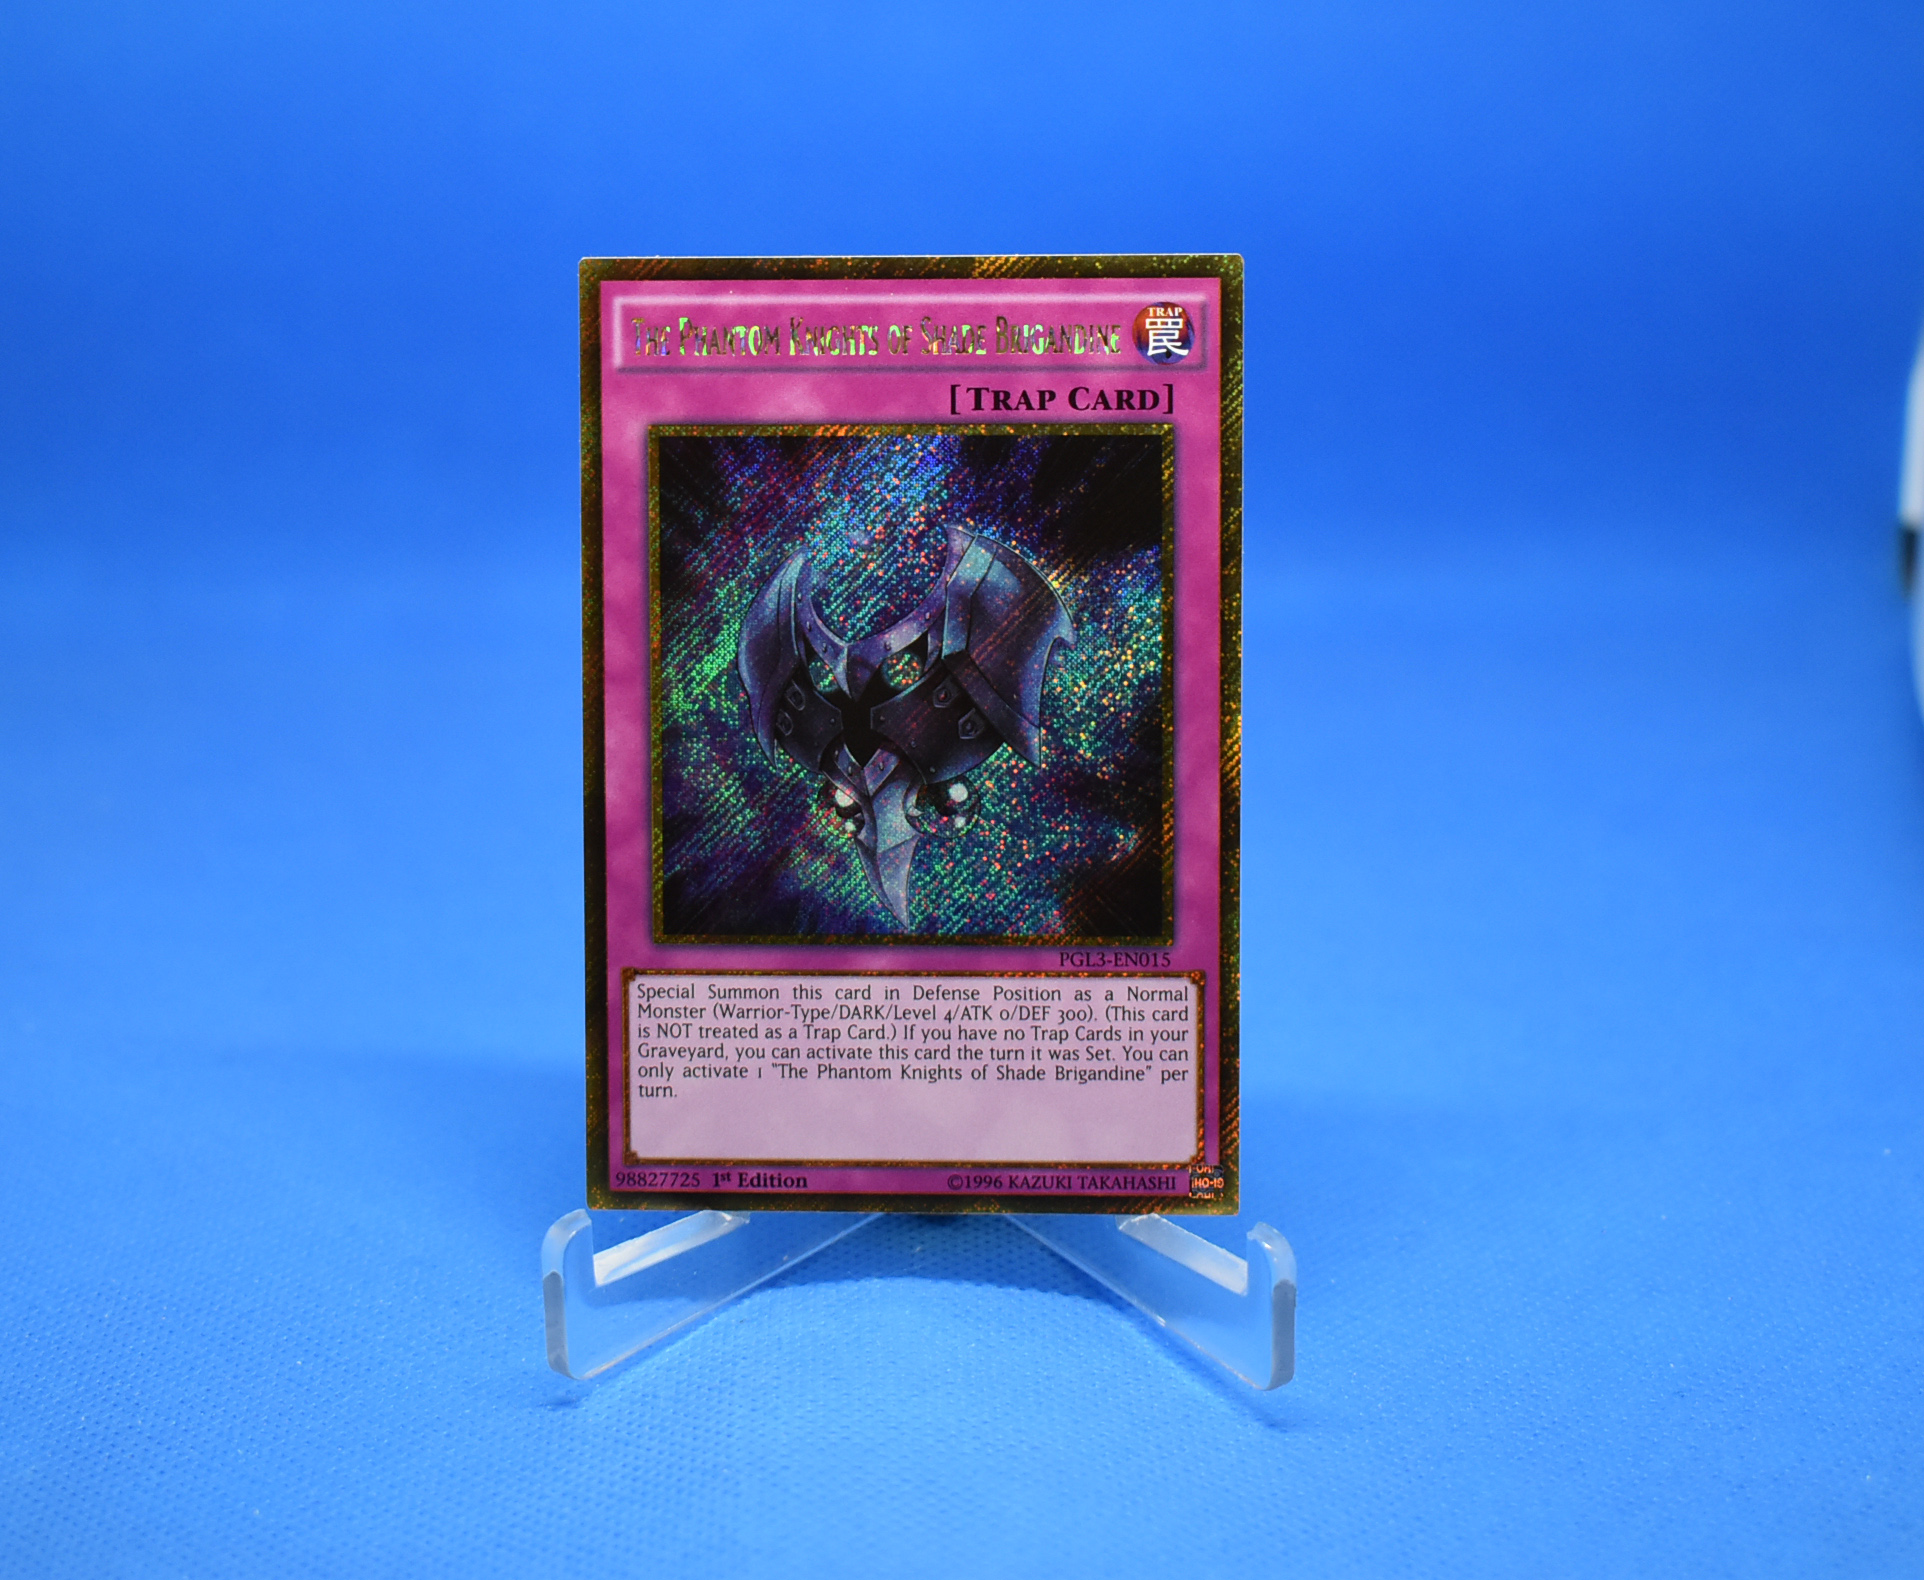 The Phantom Knights of Shade Brigandine
TRAP
罠
[TRAP CARD]
PGL3-EN015
Special Summon this card in Defense Position as a Normal
Monster (Warrior-Type/DARK/Level 4/ATK 0/DEF 300). (This card
is NOT treated as a Trap Card.) If you have no Trap Cards in your
Graveyard, you can activate this card the turn it was Set. You can
only activate 1 "The Phantom Knights of Shade Brigandine" per
turn.
98827725 1st Edition ©1996 KAZUKI TAKAHASHI